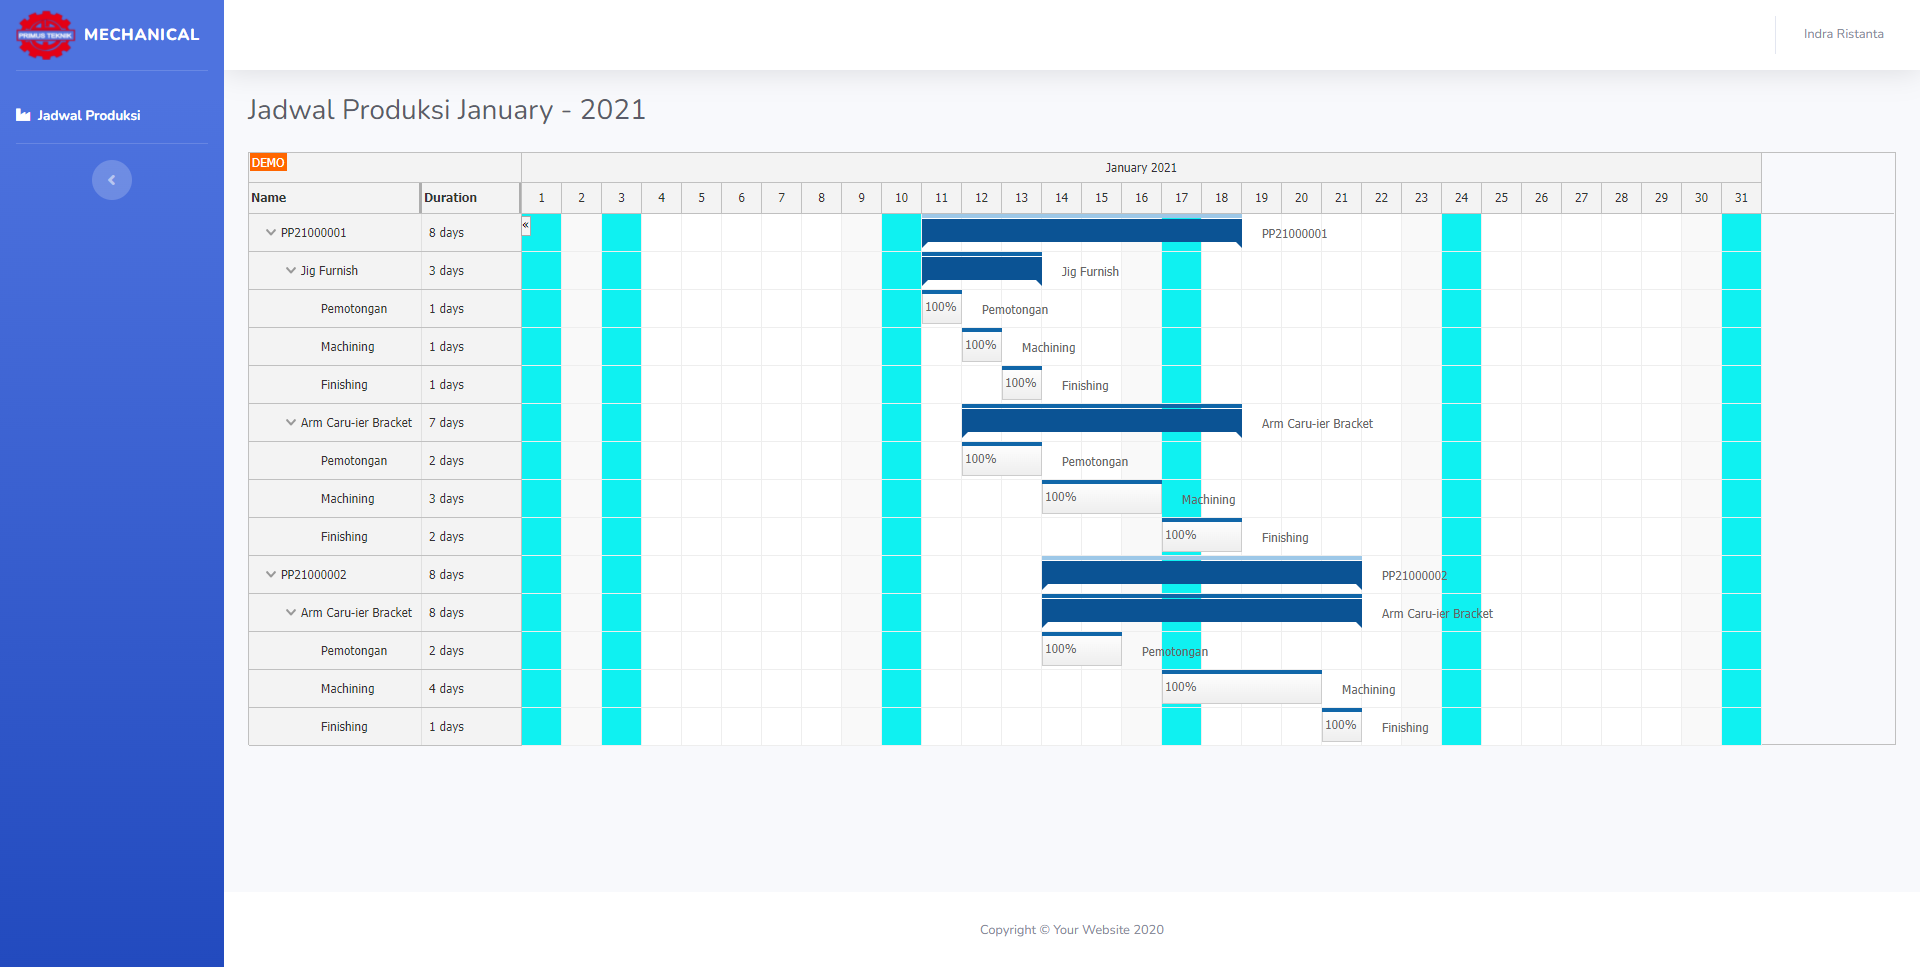 PRIMUS TEKNIK
MECHANICAL
Indra Ristanta
Jadwal Produksi
Jadwal Produksi January - 2021
DEMO
January 2021
Name Duration 1 2 3 4 5 6 7 8 9 10 11 12 13 14 15 16 17 18 19 20 21 22 23 24 25 26 27 28 29 30 31
«
PP21000001 8 days PP21000001
Jig Furnish 3 days Jig Furnish
Pemotongan 1 days 100% Pemotongan
Machining 1 days 100% Machining
Finishing 1 days 100% Finishing
Arm Caru-ier Bracket 7 days Arm Caru-ier Bracket
Pemotongan 2 days 100% Pemotongan
Machining 3 days 100% Machining
Finishing 2 days 100% Finishing
PP21000002 8 days PP21000002
Arm Caru-ier Bracket 8 days Arm Caru-ier Bracket
Pemotongan 2 days 100% Pemotongan
Machining 4 days 100% Machining
Finishing 1 days 100% Finishing
Copyright © Your Website 2020